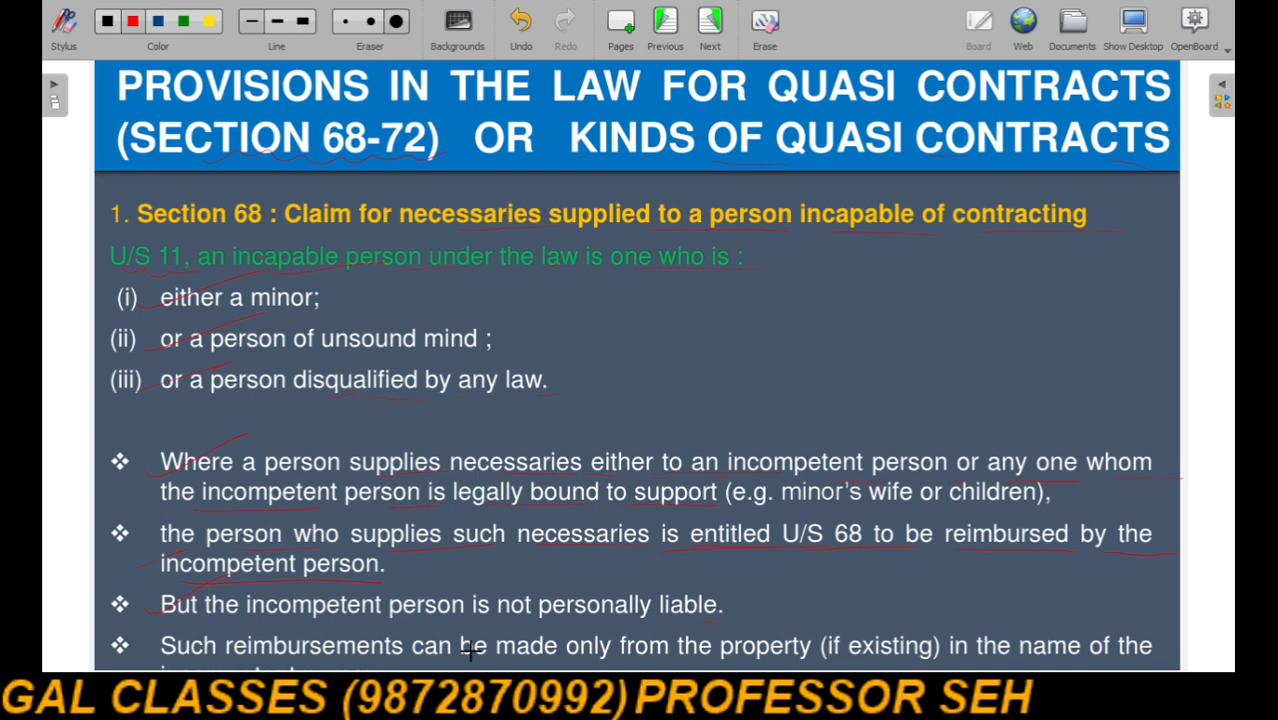 Stylus Color Line Eraser Backgrounds Undo Redo Pages Previous Next Erase Board Web Documents Show Desktop OpenBoard
PROVISIONS IN THE LAW FOR QUASI CONTRACTS
(SECTION 68-72) OR KINDS OF QUASI CONTRACTS
1. Section 68 : Claim for necessaries supplied to a person incapable of contracting
U/S 11, an incapable person under the law is one who is :
(i) either a minor;
(ii) or a person of unsound mind ;
(iii) or a person disqualified by any law.
❖ Where a person supplies necessaries either to an incompetent person or any one whom
the incompetent person is legally bound to support (e.g. minor's wife or children),
❖ the person who supplies such necessaries is entitled U/S 68 to be reimbursed by the
incompetent person.
❖ But the incompetent person is not personally liable.
❖ Such reimbursements can be made only from the property (if existing) in the name of the
GAL CLASSES (9872870992) PROFESSOR SEH